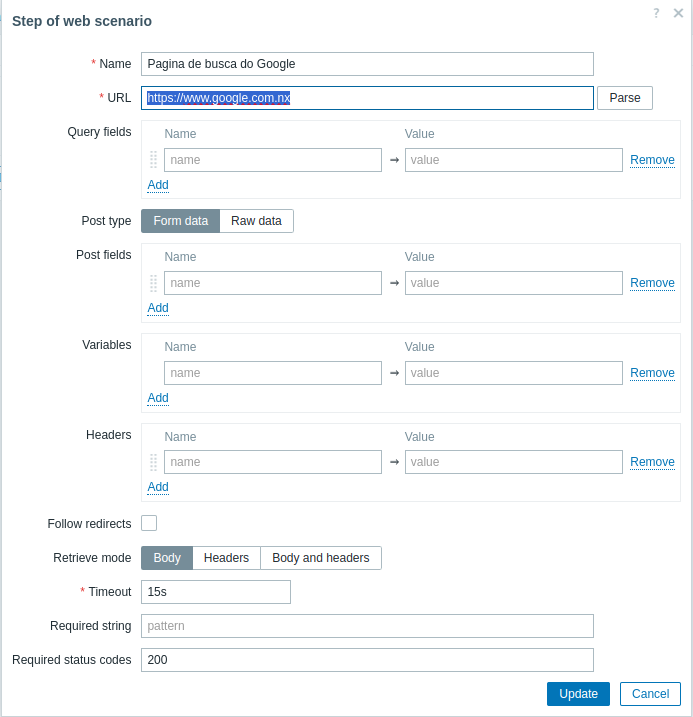 Step of web scenario
? ×
* Name Pagina de busca do Google
* URL https://www.google.com.nx Parse
Query fields Name Value
name → value Remove
Add
Post type Form data Raw data
Post fields Name Value
name → value Remove
Add
Variables Name Value
name → value Remove
Add
Headers Name Value
name → value Remove
Add
Follow redirects
Retrieve mode Body Headers Body and headers
* Timeout 15s
Required string pattern
Required status codes 200
Update Cancel